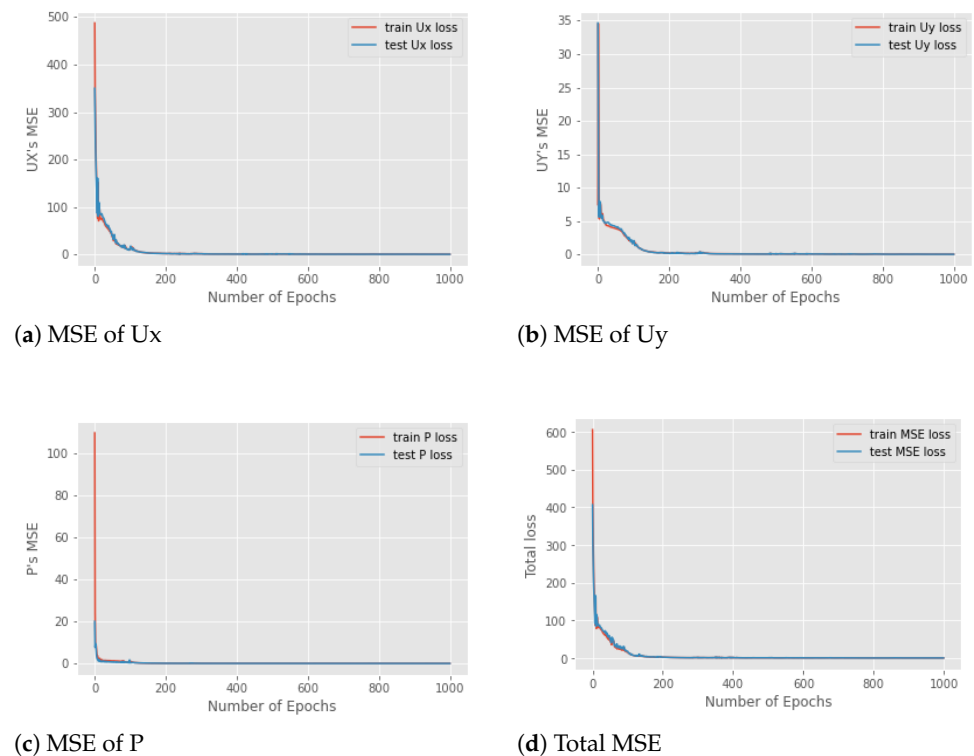 500
400
300
200
100
0
UX's MSE
train Ux loss
test Ux loss
0 200 400 600 800 1000
Number of Epochs
(a) MSE of Ux
35
30
25
20
15
10
5
0
UY's MSE
train Uy loss
test Uy loss
0 200 400 600 800 1000
Number of Epochs
(b) MSE of Uy
100
80
60
40
20
0
P's MSE
train P loss
test P loss
0 200 400 600 800 1000
Number of Epochs
(c) MSE of P
600
500
400
300
200
100
0
Total loss
train MSE loss
test MSE loss
0 200 400 600 800 1000
Number of Epochs
(d) Total MSE